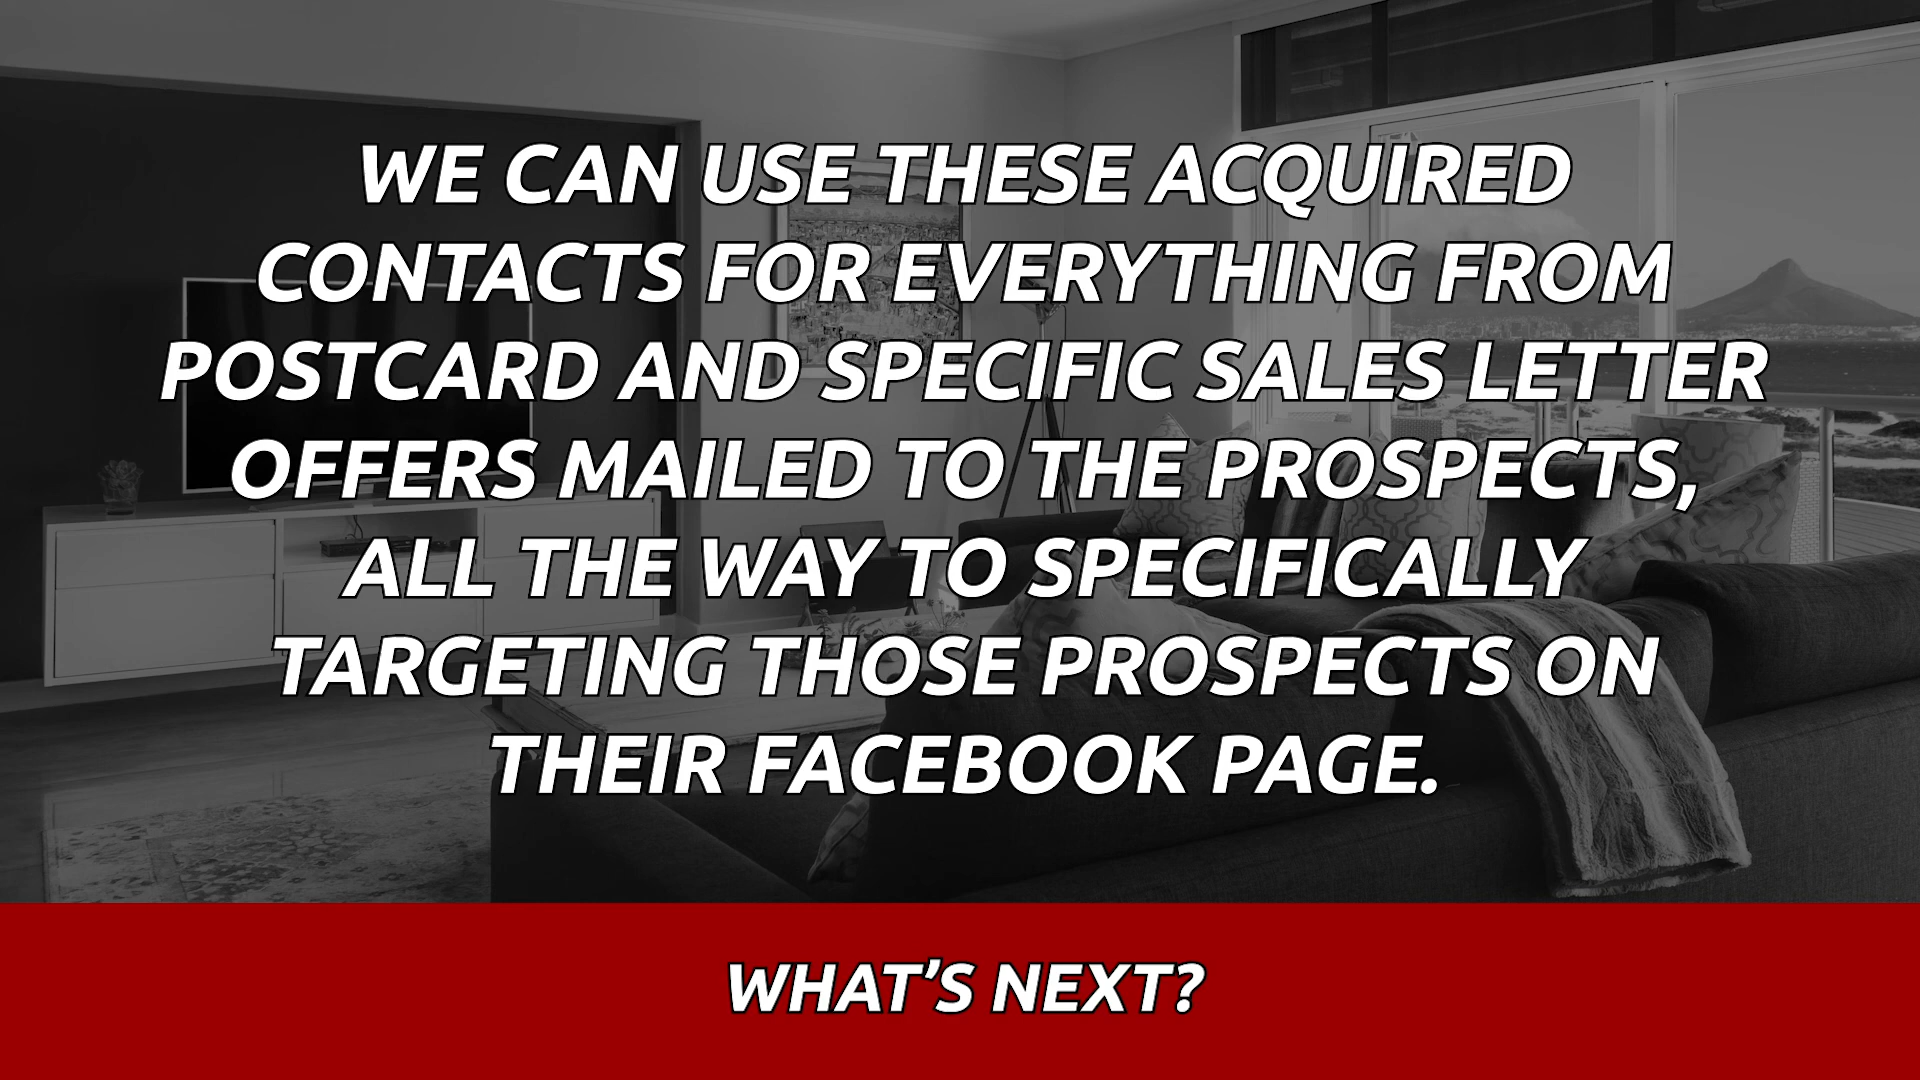 WE CAN USE THESE ACQUIRED
CONTACTS FOR EVERYTHING FROM
POSTCARD AND SPECIFIC SALES LETTER
OFFERS MAILED TO THE PROSPECTS,
ALL THE WAY TO SPECIFICALLY
TARGETING THOSE PROSPECTS ON
THEIR FACEBOOK PAGE.
WHAT’S NEXT?